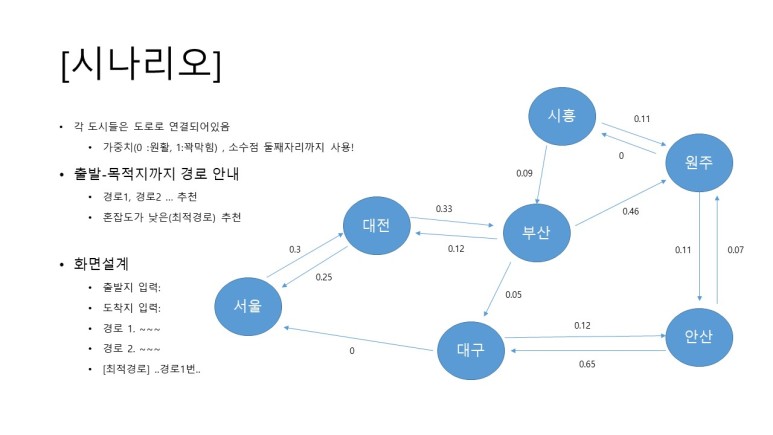 [시나리오]
• 각 도시들은 도로로 연결되어있음
• 가중치(0 :원활, 1:꽉막힘) , 소수점 둘째자리까지 사용!
• 출발-목적지까지 경로 안내
• 경로1, 경로2 ... 추천
• 혼잡도가 낮은(최적경로) 추천
• 화면설계
• 출발지 입력:
• 도착지 입력:
• 경로 1. ~~~
• 경로 2. ~~~
• [최적경로] ..경로1번..
시흥
0.11
0
원주
0.09
0.46
대전
0.33
0.12
부산
0.3
0.25
0.11
0.07
서울
0.05
0
대구
0.12
0.65
안산